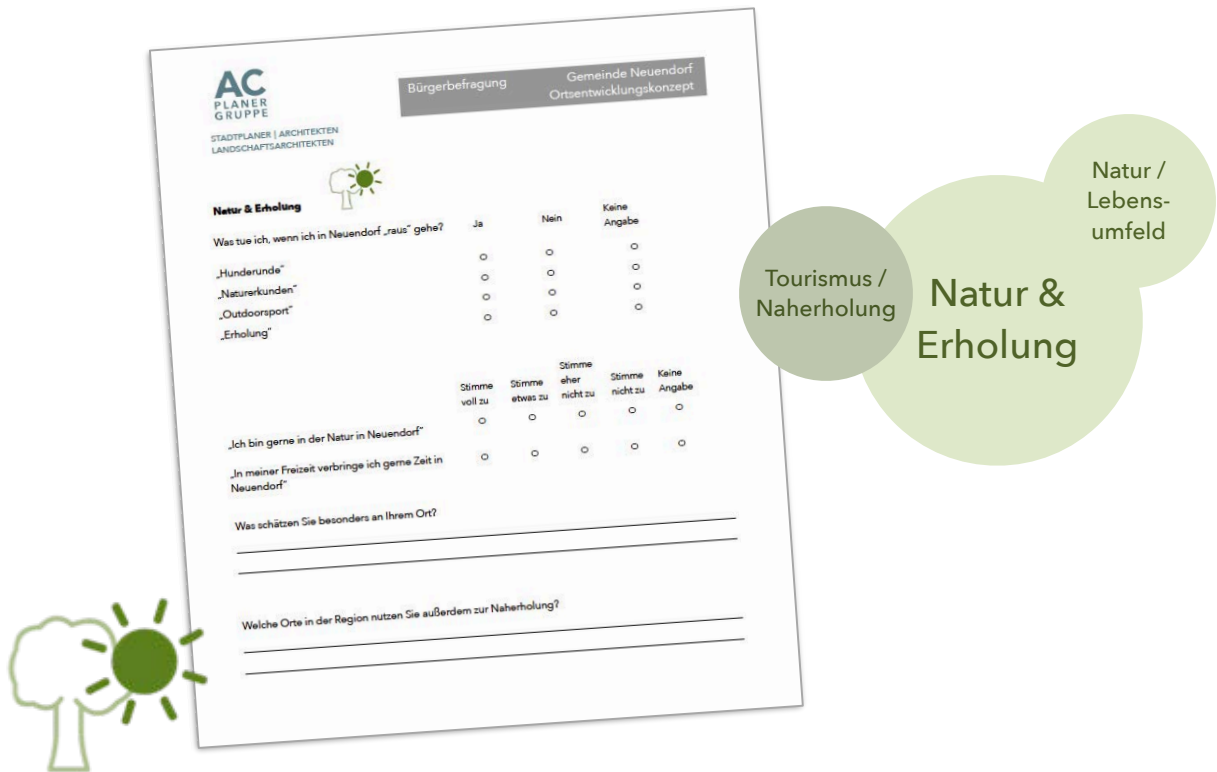 AC
PLANER
GRUPPE
STADTPLANER | ARCHITEKTEN
LANDSCHAFTSARCHITEKTEN
Bürgerbefragung Gemeinde Neuendorf
Ortsentwicklungskonzept
Natur & Erholung
Was tue ich, wenn ich in Neuendorf „raus“ gehe? Ja Nein Keine
Angabe
„Hunderunde“
„Naturerkunden“
„Outdoorsport“
„Erholung“
Stimme
voll zu
Stimme
etwas zu
Stimme
eher
nicht zu
Stimme
nicht zu
Keine
Angabe
„Ich bin gerne in der Natur in Neuendorf“
„In meiner Freizeit verbringe ich gerne Zeit in
Neuendorf“
Was schätzen Sie besonders an Ihrem Ort?
Welche Orte in der Region nutzen Sie außerdem zur Naherholung?
Tourismus /
Naherholung
Natur &
Erholung
Natur /
Lebens-
umfeld